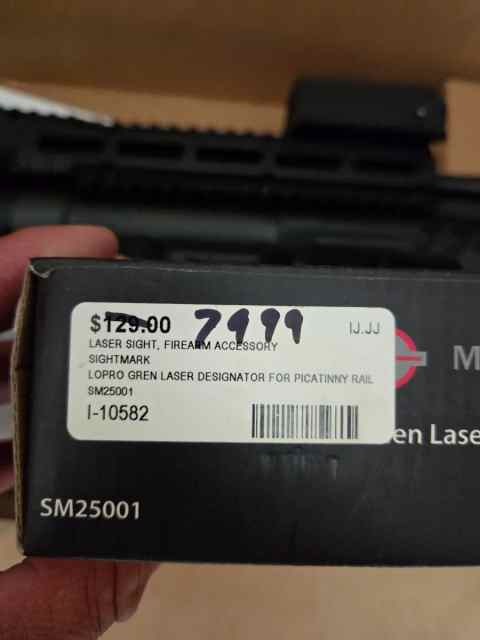 $129.00 7999 IJ.JJ
LASER SIGHT, FIREARM ACCESSORY
SIGHTMARK
LOPRO GREN LASER DESIGNATOR FOR PICATINNY RAIL
SM25001
I-10582
M
en Lase
SM25001